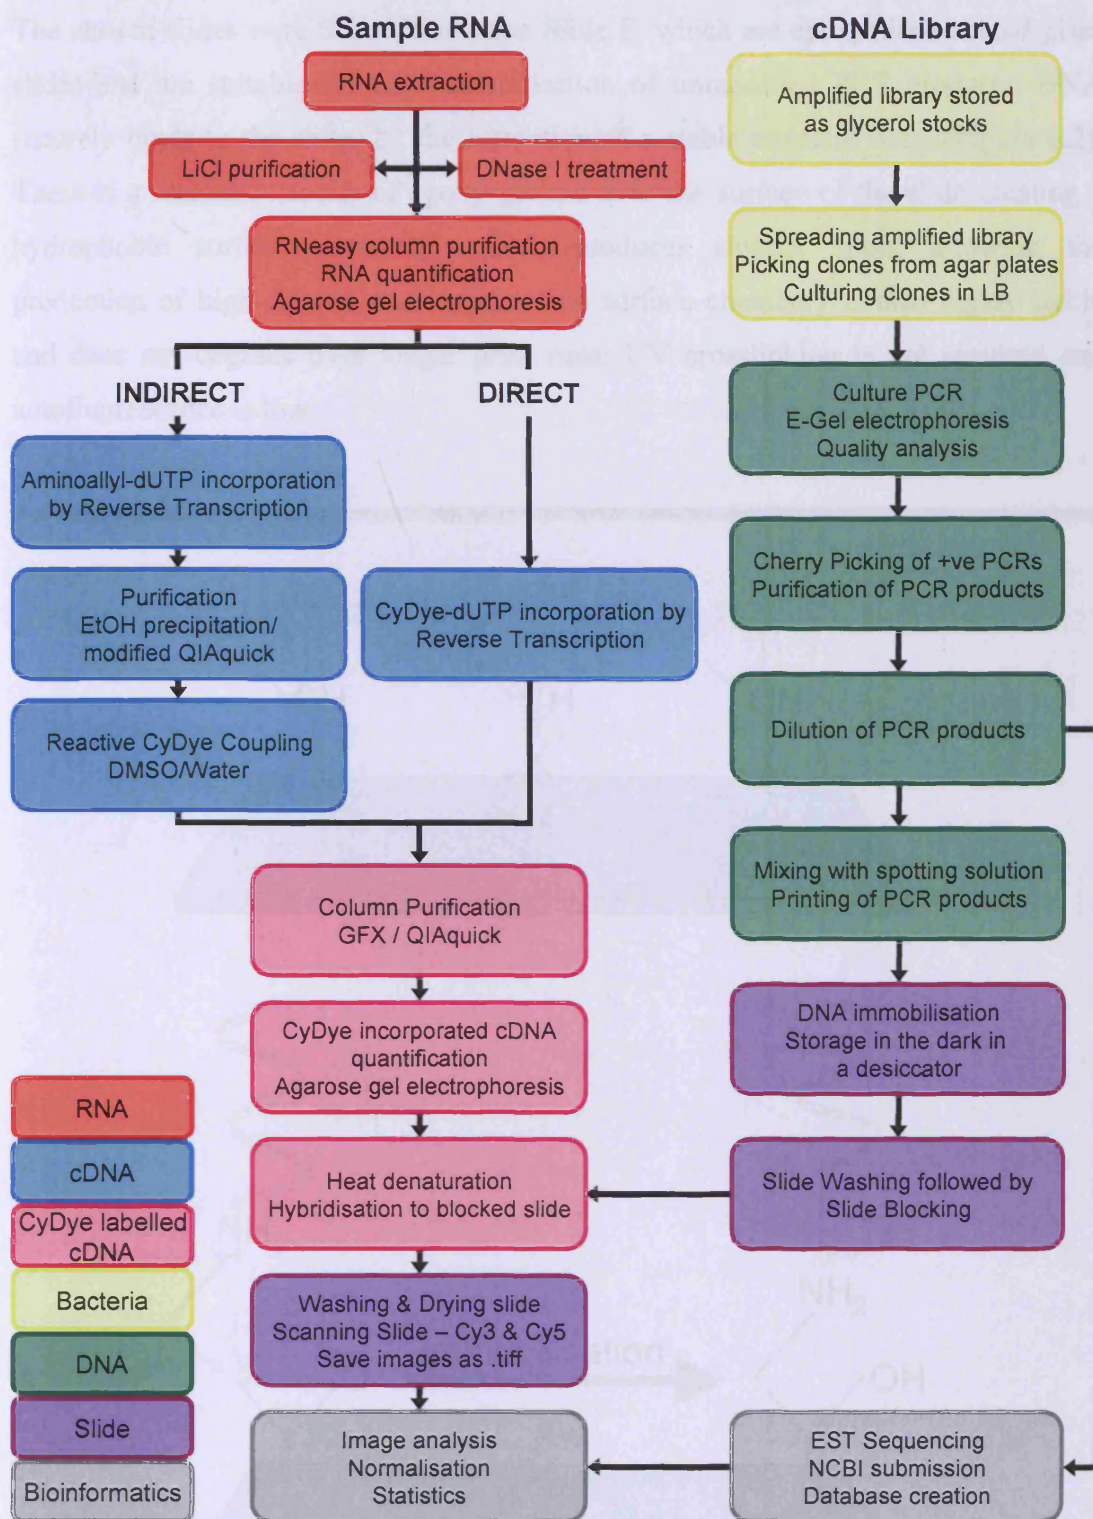 Sample RNA
RNA extraction
LiCl purification
DNase I treatment
RNeasy column purification
RNA quantification
Agarose gel electrophoresis
INDIRECT
DIRECT
Aminoallyl-dUTP incorporation
by Reverse Transcription
Purification
EtOH precipitation/
modified QIAquick
CyDye-dUTP incorporation by
Reverse Transcription
Reactive CyDye Coupling
DMSO/Water
Column Purification
GFX / QIAquick
CyDye incorporated cDNA
quantification
Agarose gel electrophoresis
Heat denaturation
Hybridisation to blocked slide
Washing & Drying slide
Scanning Slide – Cy3 & Cy5
Save images as .tiff
Image analysis
Normalisation
Statistics
cDNA Library
Amplified library stored
as glycerol stocks
Spreading amplified library
Picking clones from agar plates
Culturing clones in LB
Culture PCR
E-Gel electrophoresis
Quality analysis
Cherry Picking of +ve PCRs
Purification of PCR products
Dilution of PCR products
Mixing with spotting solution
Printing of PCR products
DNA immobilisation
Storage in the dark in
a desiccator
Slide Washing followed by
Slide Blocking
EST Sequencing
NCBI submission
Database creation
RNA
cDNA
CyDye labelled
cDNA
Bacteria
DNA
Slide
Bioinformatics
NH2
OH